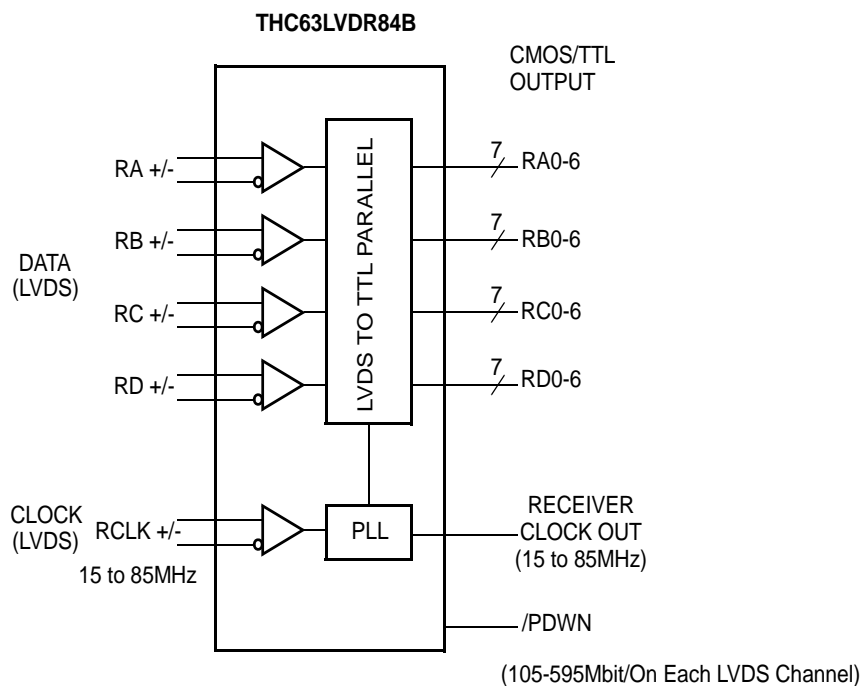 THC63LVDR84B
CMOS/TTL
OUTPUT
DATA
(LVDS)
RA +/-
RB +/-
RC +/-
RD +/-
LVDS TO TTL PARALLEL
7
RA0-6
7
RB0-6
7
RC0-6
7
RD0-6
CLOCK
(LVDS)
RCLK +/-
15 to 85MHz
PLL
RECEIVER
CLOCK OUT
(15 to 85MHz)
/PDWN
(105-595Mbit/On Each LVDS Channel)